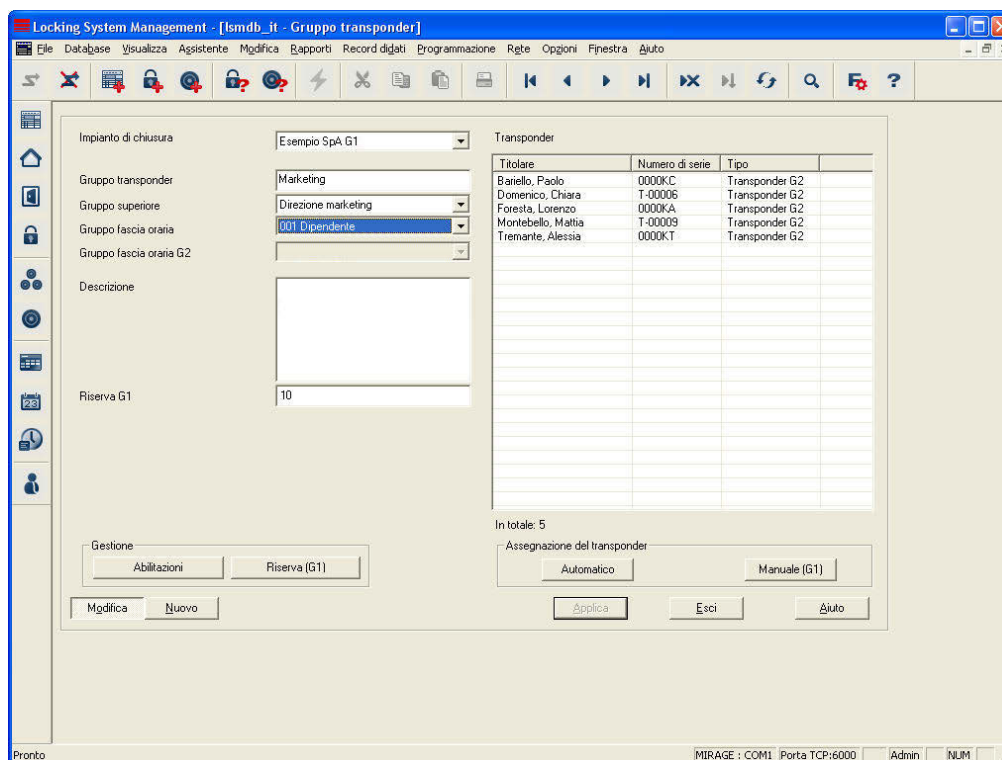 Locking System Management - [lsmdb_it - Gruppo transponder]
File Database Visualizza Assistente Modifica Rapporti Record didati Programmazione Rete Opzioni Finestra Aiuto
Impianto di chiusura Esempio SpA G1
Gruppo transponder Marketing
Gruppo superiore Direzione marketing
Gruppo fascia oraria 001 Dipendente
Gruppo fascia oraria G2
Descrizione
Riserva G1 10
Transponder
Titolare Numero di serie Tipo
Bariello, Paolo 0000KC Transponder G2
Domenico, Chiara T-00006 Transponder G2
Foresta, Lorenzo 0000KA Transponder G2
Montebello, Mattia T-00009 Transponder G2
Tremante, Alessia 0000KT Transponder G2
In totale: 5
Gestione
Abilitazioni Riserva (G1)
Assegnazione del transponder
Automatico Manuale (G1)
Modifica Nuovo Applica Esci Aiuto
Pronto MIRAGE : COM1 Porta TCP:6000 Admin NUM